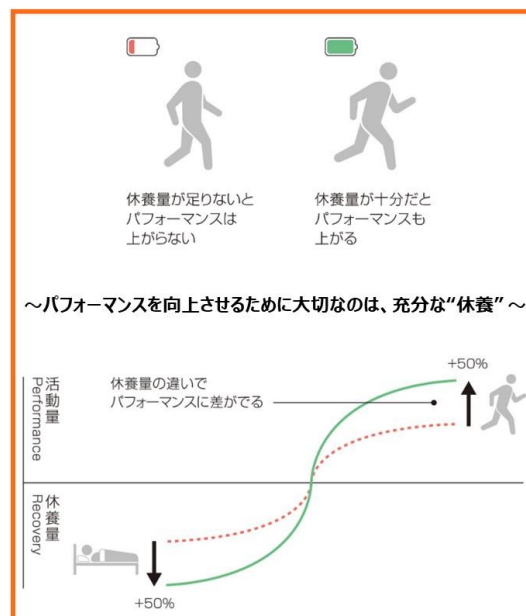 休養量が足りないと
パフォーマンスは
上がらない
休養量が十分だと
パフォーマンスも
上がる
～パフォーマンスを向上させるために大切なのは、充分な“休養”～
+50%
活動量
Performance
休養量の違いで
パフォーマンスに差がでる
休養量
Recovery
+50%